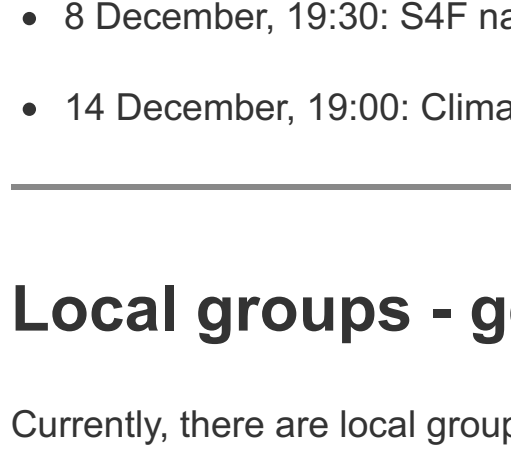 8 December, 19:30: S4F
14 December, 19:00:
Local groups -
Currently, there are local